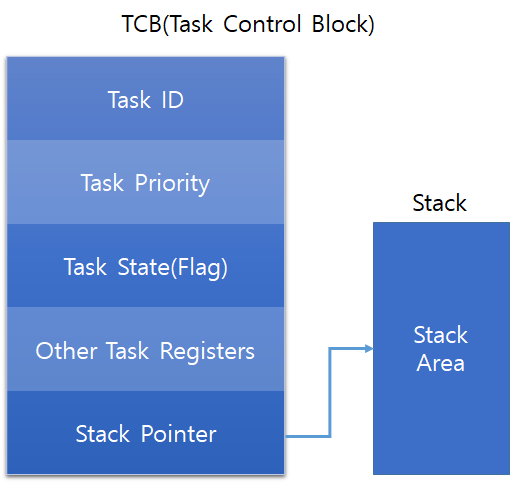 TCB(Task Control Block)
Task ID
Task Priority
Task State(Flag)
Other Task Registers
Stack Pointer
Stack
Stack
Area